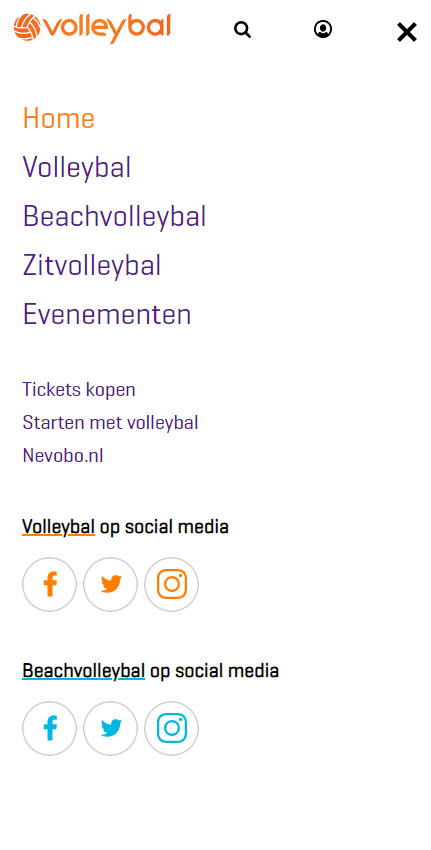 volleybal
Home
Volleybal
Beachvolleybal
Zitvolleybal
Evenementen
Tickets kopen
Starten met volleybal
Nevobo.nl
Volleybal op social media
Beachvolleybal op social media